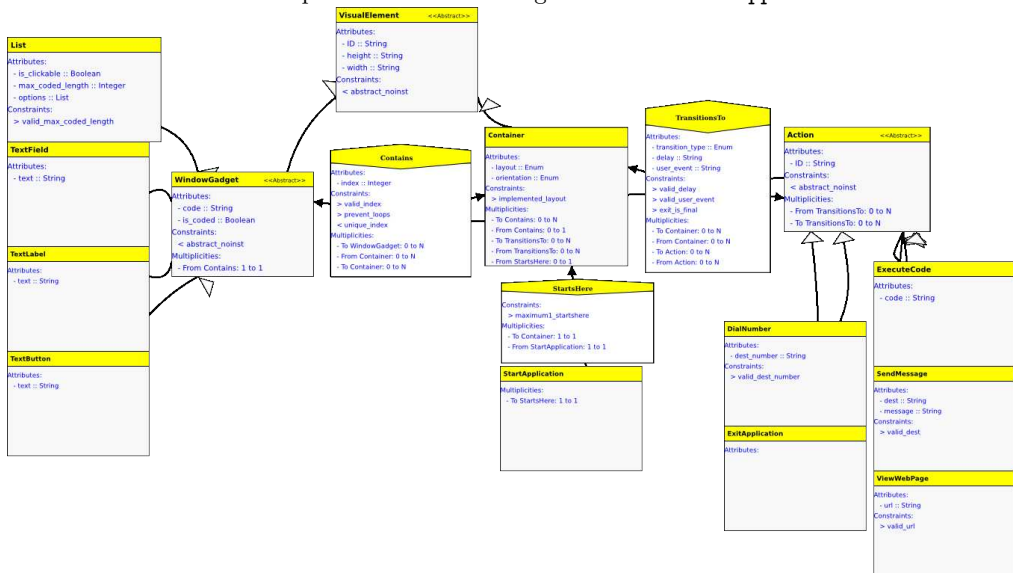 VisualElement <<Abstract>>
Attributes:
- ID :: String
- height :: String
- width :: String
Constraints:
< abstract_noinst
List
Attributes:
- is_clickable :: Boolean
- max_coded_length :: Integer
- options :: List
Constraints:
> valid_max_coded_length
TextField
Attributes:
- text :: String
TextLabel
Attributes:
- text :: String
TextButton
Attributes:
- text :: String
WindowGadget <<Abstract>>
Attributes:
- code :: String
- is_coded :: Boolean
Constraints:
< abstract_noinst
Multiplicities:
- From Contains: 1 to 1
Contains
Attributes:
- index :: Integer
Constraints:
> valid_index
> prevent_loops
< unique_index
Multiplicities:
- To WindowGadget: 0 to N
- From Container: 0 to N
- To Container: 0 to N
Container
Attributes:
- layout :: Enum
- orientation :: Enum
Constraints:
> implemented_layout
Multiplicities:
- To Contains: 0 to N
- From Contains: 0 to 1
- To TransitionsTo: 0 to N
- From TransitionsTo: 0 to N
- From StartsHere: 0 to 1
StartsHere
Constraints:
> maximum1_startshere
Multiplicities:
- To Container: 1 to 1
- From StartApplication: 1 to 1
StartApplication
Multiplicities:
- To StartsHere: 1 to 1
TransitionsTo
Attributes:
- transition_type :: Enum
- delay :: String
- user_event :: String
Constraints:
> valid_delay
> valid_user_event
> exit_is_final
Multiplicities:
- To Container: 0 to N
- From Container: 0 to N
- To Action: 0 to N
- From Action: 0 to N
Action <<Abstract>>
Attributes:
- ID :: String
Constraints:
< abstract_noinst
Multiplicities:
- From TransitionsTo: 0 to N
- To TransitionsTo: 0 to N
DialNumber
Attributes:
- dest_number :: String
Constraints:
> valid_dest_number
ExitApplication
Attributes:
ExecuteCode
Attributes:
- code :: String
SendMessage
Attributes:
- dest :: String
- message :: String
Constraints:
> valid_dest
ViewWebPage
Attributes:
- url :: String
Constraints:
> valid_url